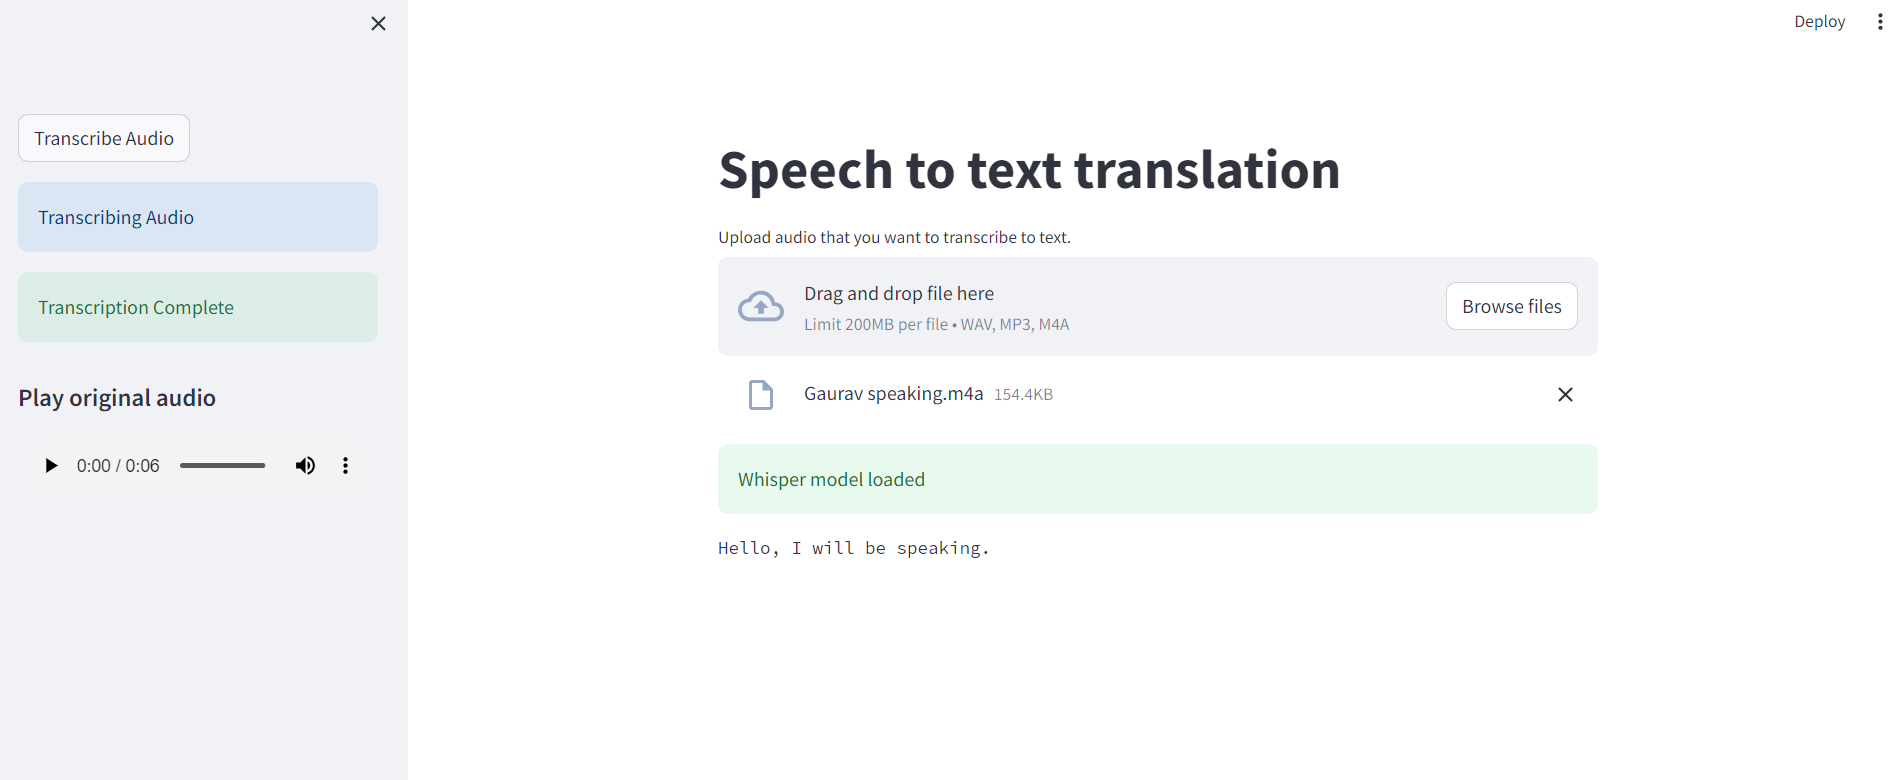 Deploy
Transcribe Audio
Transcribing Audio
Transcription Complete
Play original audio
0:00 / 0:06
Speech to text translation
Upload audio that you want to transcribe to text.
Drag and drop file here
Limit 200MB per file • WAV, MP3, M4A
Browse files
Gaurav speaking.m4a 154.4KB
Whisper model loaded
Hello, I will be speaking.